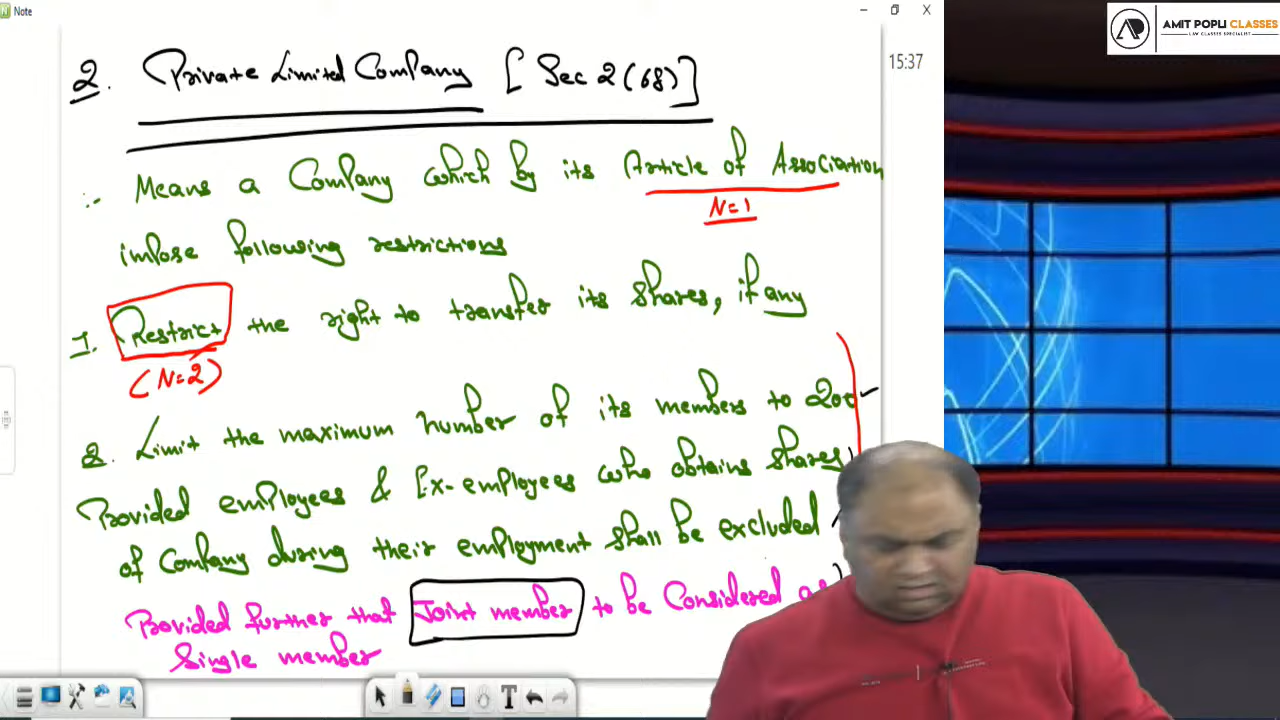 Note
AMIT POPLI CLASSES
LAW CLASSES SPECIALIST
15:37
2. Private Limited Company [Sec 2(68)]
:- Means a Company which by its Article of Association
N=1
impose following restrictions
1. Restrict the right to transfer its shares, if any
(N=2)
2. Limit the maximum number of its members to 200
Provided employees & Ex-employees who obtains shares
of Company during their employment shall be excluded
Provided further that Joint member to be Considered as
Single member